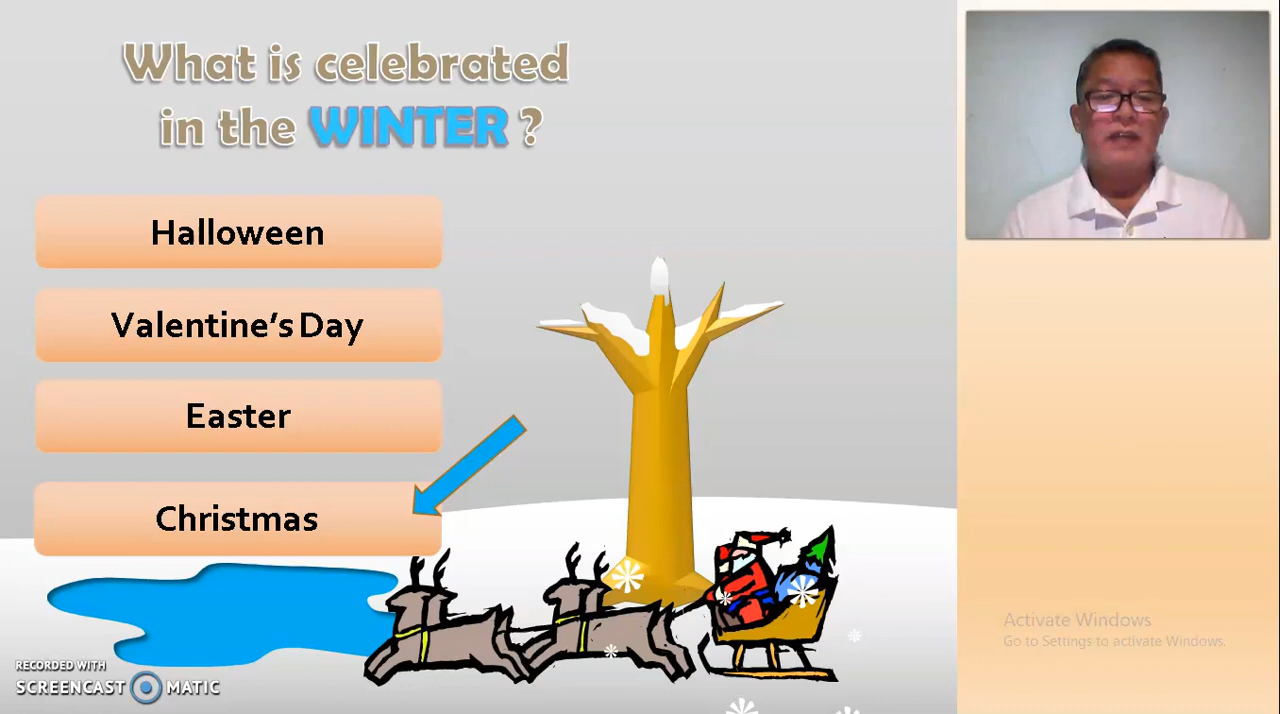 What is celebrated
in the WINTER ?
Halloween
Valentine's Day
Easter
Christmas
Activate Windows
Go to Settings to activate Windows.
RECORDED WITH
SCREENCAST MATIC